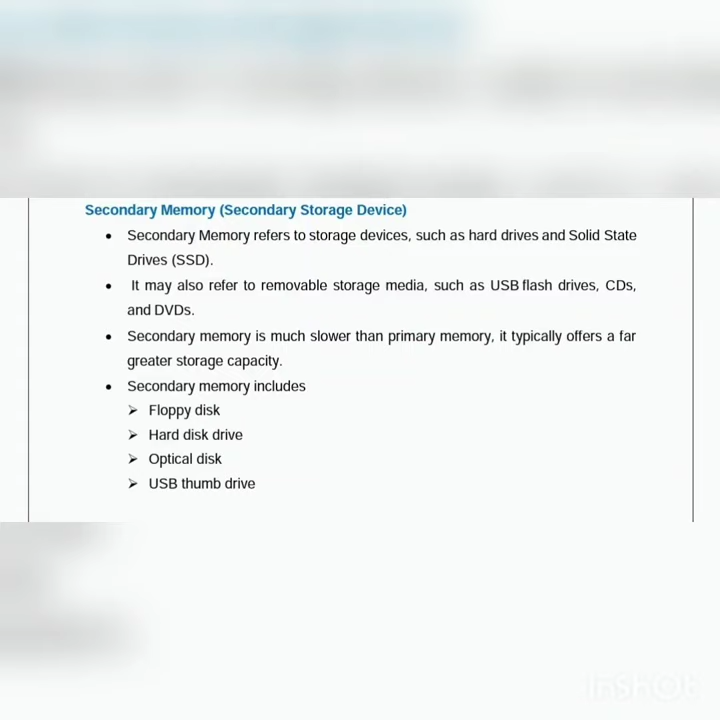 Secondary Memory (Secondary Storage Device)
• Secondary Memory refers to storage devices, such as hard drives and Solid State
Drives (SSD).
• It may also refer to removable storage media, such as USB flash drives, CDs,
and DVDs.
• Secondary memory is much slower than primary memory, it typically offers a far
greater storage capacity.
• Secondary memory includes
➢ Floppy disk
➢ Hard disk drive
➢ Optical disk
➢ USB thumb drive
InShOt